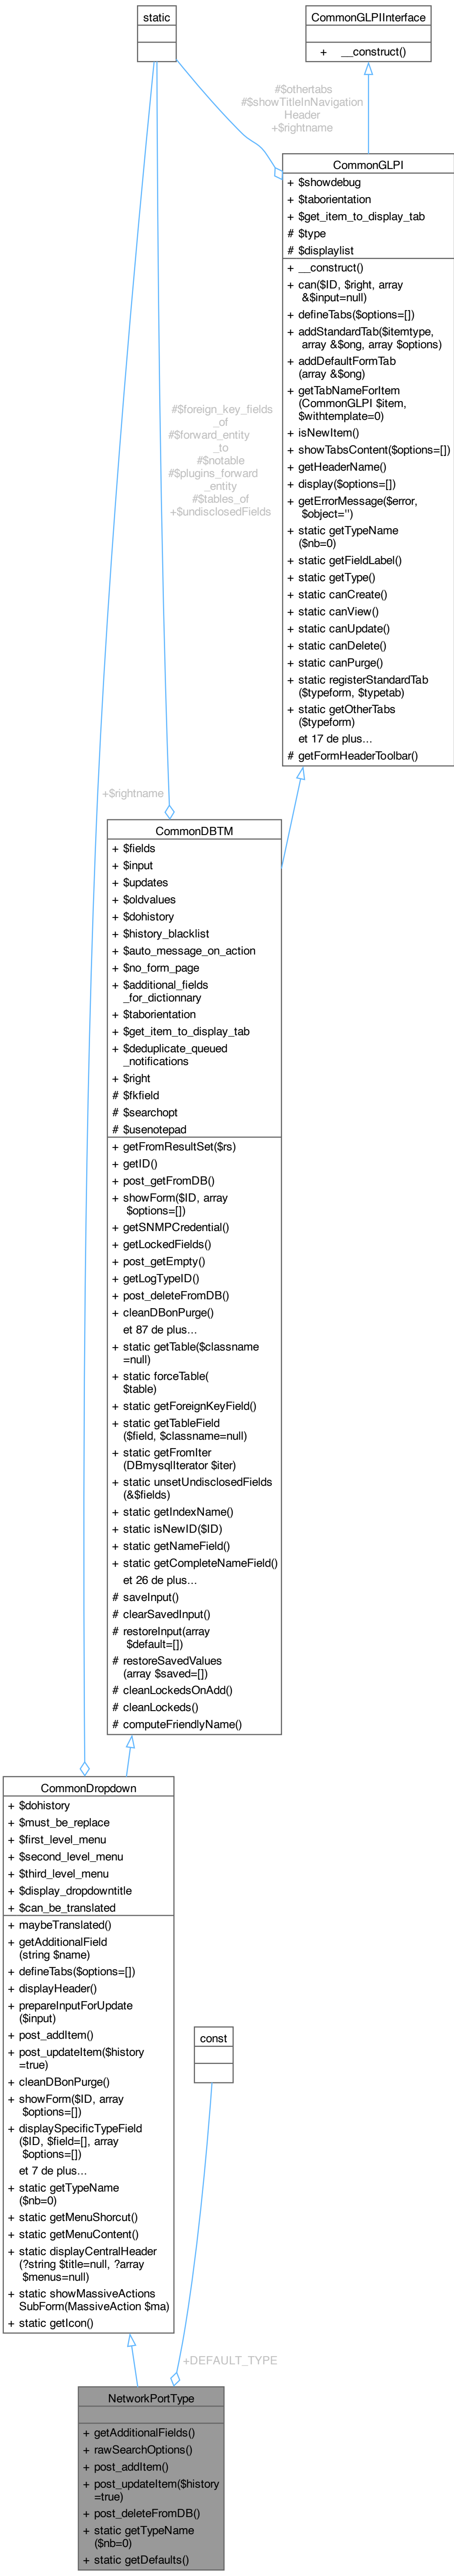 static
CommonGLPIInterface
+ __construct()
#$othertabs
#$showTitleInNavigation
Header
+$rightname
CommonGLPI
+ $showdebug
+ $taborientation
+ $get_item_to_display_tab
# $type
# $displaylist
+ __construct()
+ can($ID, $right, array
&$input=null)
+ defineTabs($options=[])
+ addStandardTab($itemtype,
array &$ong, array $options)
+ addDefaultFormTab
(array &$ong)
+ getTabNameForItem
(CommonGLPI $item,
$withtemplate=0)
+ isNewItem()
+ showTabsContent($options=[])
+ getHeaderName()
+ display($options=[])
+ getErrorMessage($error,
$object='')
+ static getTypeName
($nb=0)
+ static getFieldLabel()
+ static getType()
+ static canCreate()
+ static canView()
+ static canUpdate()
+ static canDelete()
+ static canPurge()
+ static registerStandardTab
($typeform, $typetab)
+ static getOtherTabs
($typeform)
et 17 de plus...
# getFormHeaderToolbar()
#$foreign_key_fields
_of
#$forward_entity
_to
#$notable
#$plugins_forward
_entity
#$tables_of
+$undisclosedFields
+$rightname
CommonDBTM
+ $fields
+ $input
+ $updates
+ $oldvalues
+ $dohistory
+ $history_blacklist
+ $auto_message_on_action
+ $no_form_page
+ $additional_fields
_for_dictionnary
+ $taborientation
+ $get_item_to_display_tab
+ $deduplicate_queued
_notifications
+ $right
# $fkfield
# $searchopt
# $usenotepad
+ getFromResultSet($rs)
+ getID()
+ post_getFromDB()
+ showForm($ID, array
$options=[])
+ getSNMPCredential()
+ getLockedFields()
+ post_getEmpty()
+ getLogTypeID()
+ post_deleteFromDB()
+ cleanDBonPurge()
et 87 de plus...
+ static getTable($classname
=null)
+ static forceTable(
$table)
+ static getForeignKeyField()
+ static getTableField
($field, $classname=null)
+ static getFromIter
(DBmysqlIterator $iter)
+ static unsetUndisclosedFields
(&$fields)
+ static getIndexName()
+ static isNewID($ID)
+ static getNameField()
+ static getCompleteNameField()
et 26 de plus...
# saveInput()
# clearSavedInput()
# restoreInput(array
$default=[])
# restoreSavedValues
(array $saved=[])
# cleanLockedsOnAdd()
# cleanLockeds()
# computeFriendlyName()
CommonDropdown
+ $dohistory
+ $must_be_replace
+ $first_level_menu
+ $second_level_menu
+ $third_level_menu
+ $display_dropdowntitle
+ $can_be_translated
+ maybeTranslated()
+ getAdditionalField
(string $name)
+ defineTabs($options=[])
+ displayHeader()
+ prepareInputForUpdate
($input)
+ post_addItem()
+ post_updateItem($history
=true)
+ cleanDBonPurge()
+ showForm($ID, array
$options=[])
+ displaySpecificTypeField
($ID, $field=[], array
$options=[])
et 7 de plus...
+ static getTypeName
($nb=0)
+ static getMenuShorcut()
+ static getMenuContent()
+ static displayCentralHeader
(?string $title=null, ?array
$menus=null)
+ static showMassiveActions
SubForm(MassiveAction $ma)
+ static getIcon()
const
+DEFAULT_TYPE
NetworkPortType
+ getAdditionalFields()
+ rawSearchOptions()
+ post_addItem()
+ post_updateItem($history
=true)
+ post_deleteFromDB()
+ static getTypeName
($nb=0)
+ static getDefaults()